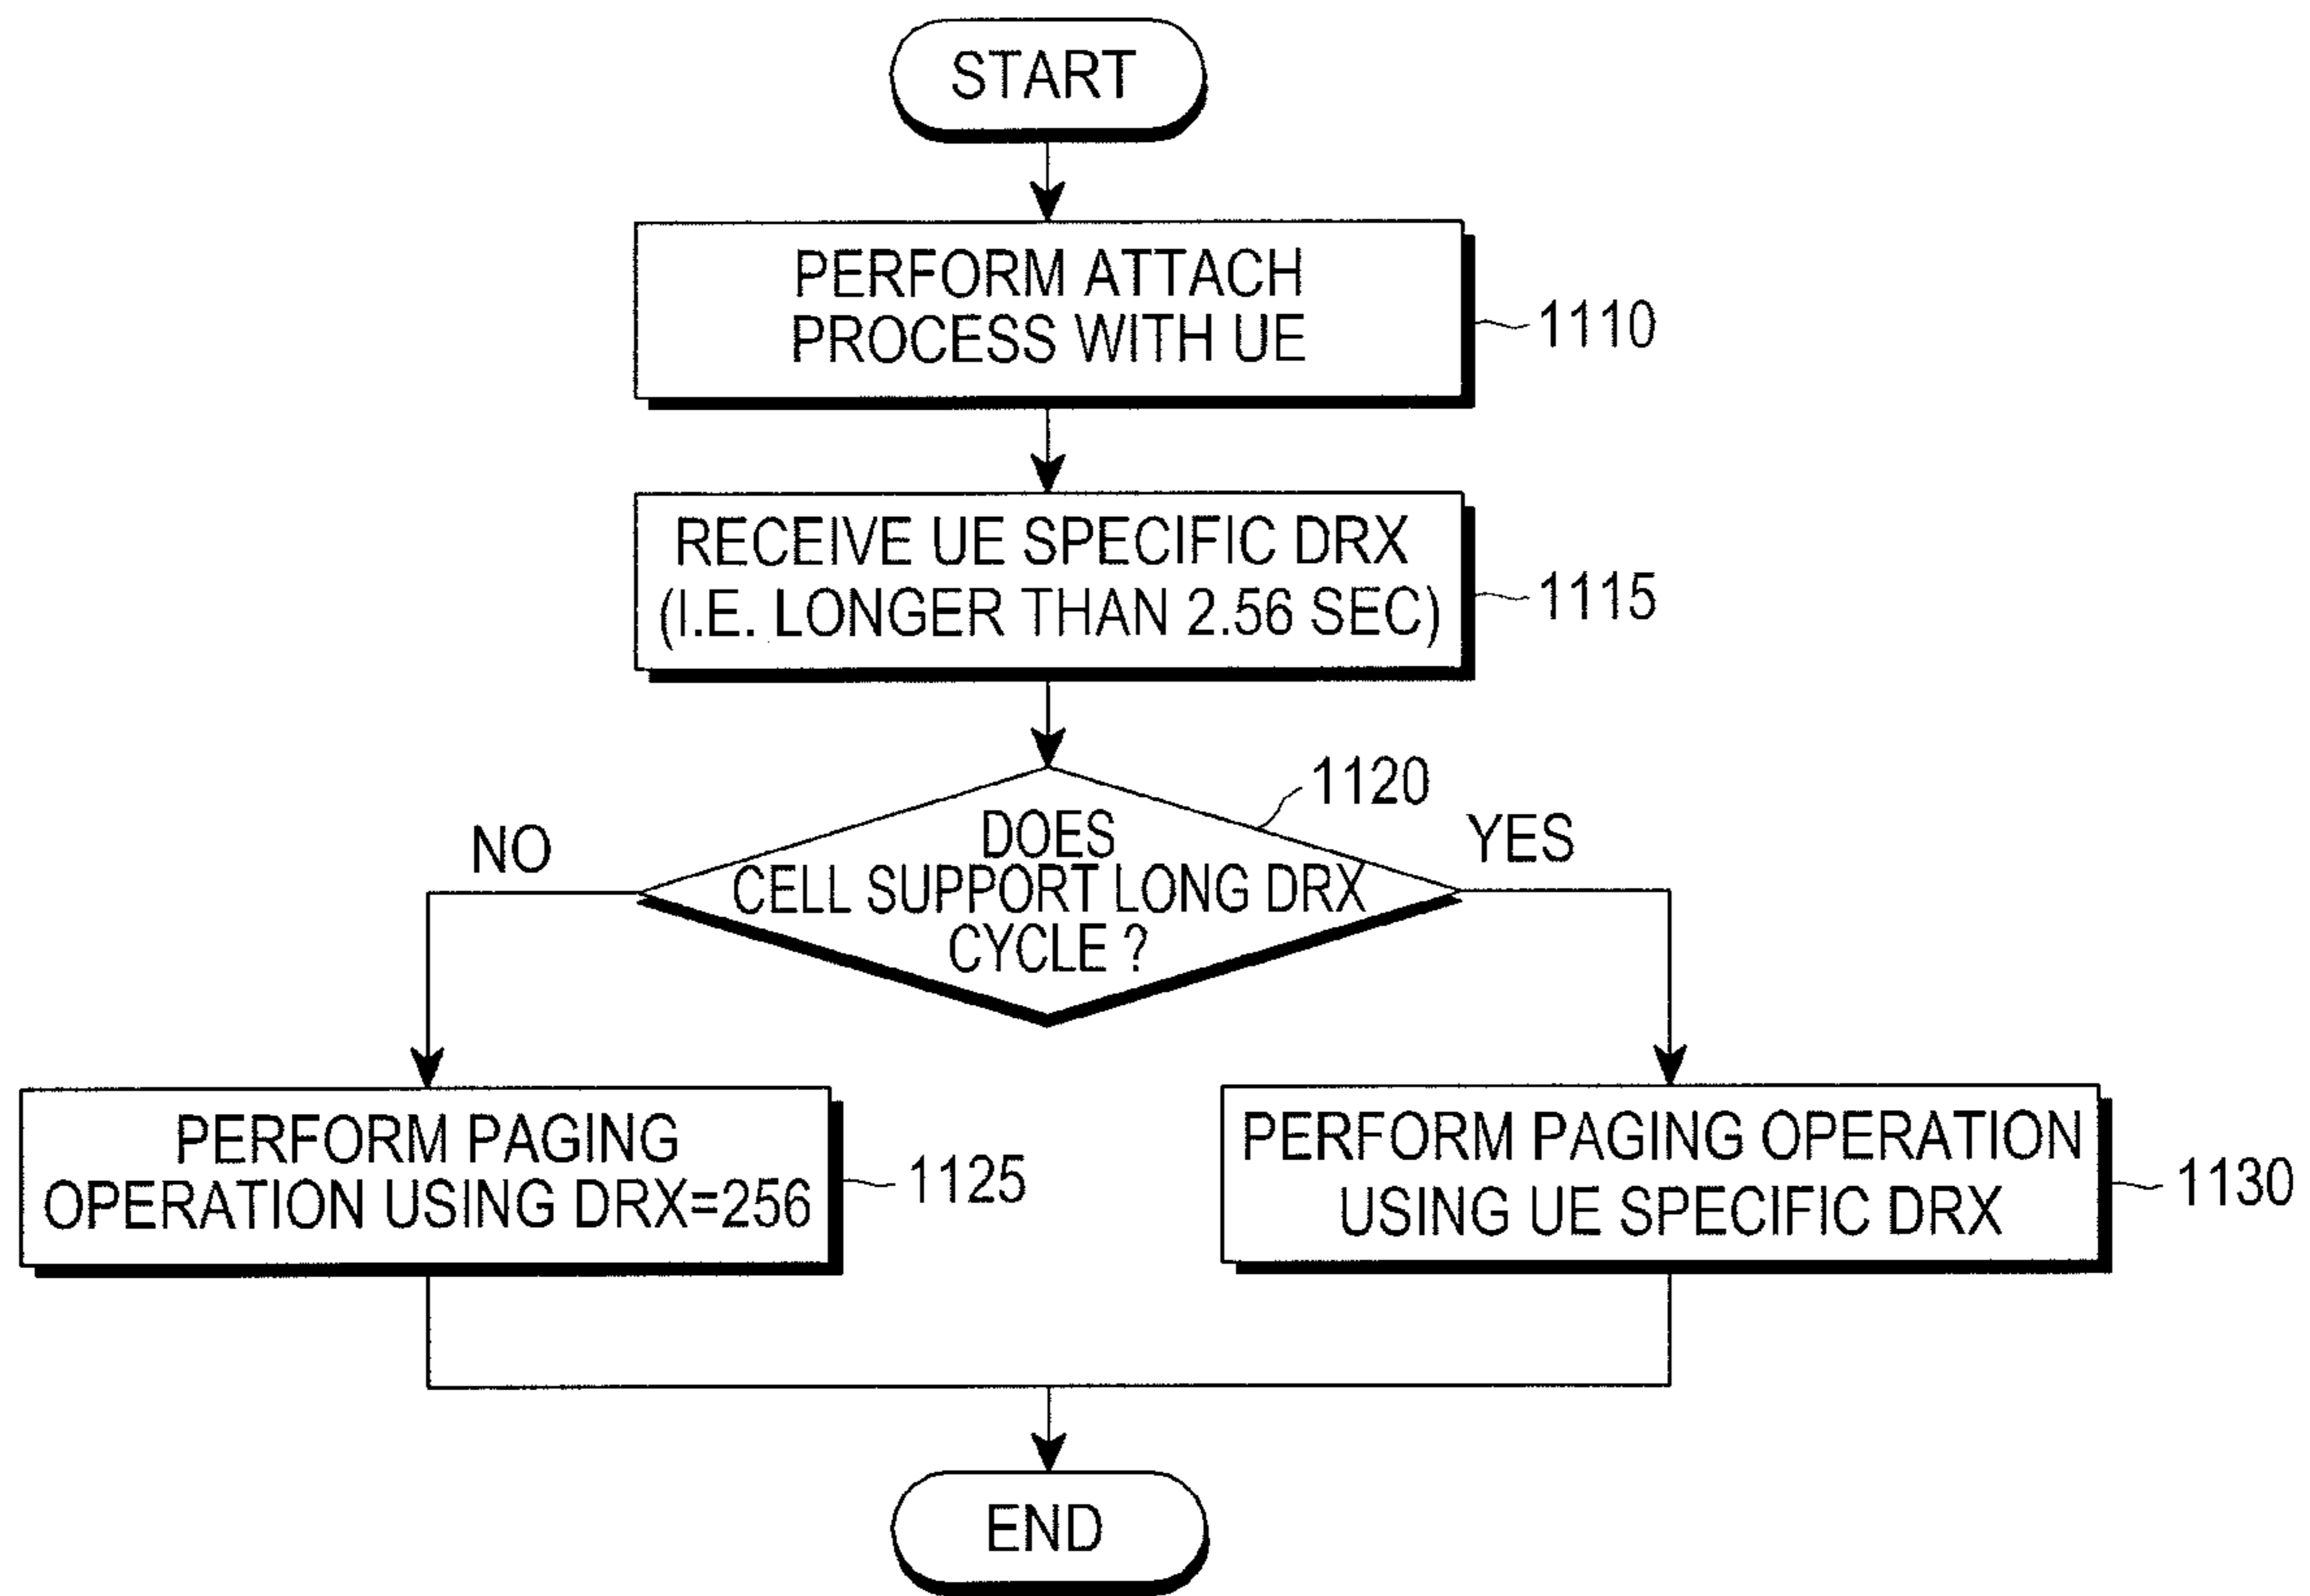 START
PERFORM ATTACH
PROCESS WITH UE
1110
RECEIVE UE SPECIFIC DRX
(I.E. LONGER THAN 2.56 SEC)
1115
1120
NO
YES
DOES
CELL SUPPORT LONG DRX
CYCLE ?
PERFORM PAGING
OPERATION USING DRX=256
1125
PERFORM PAGING OPERATION
USING UE SPECIFIC DRX
1130
END